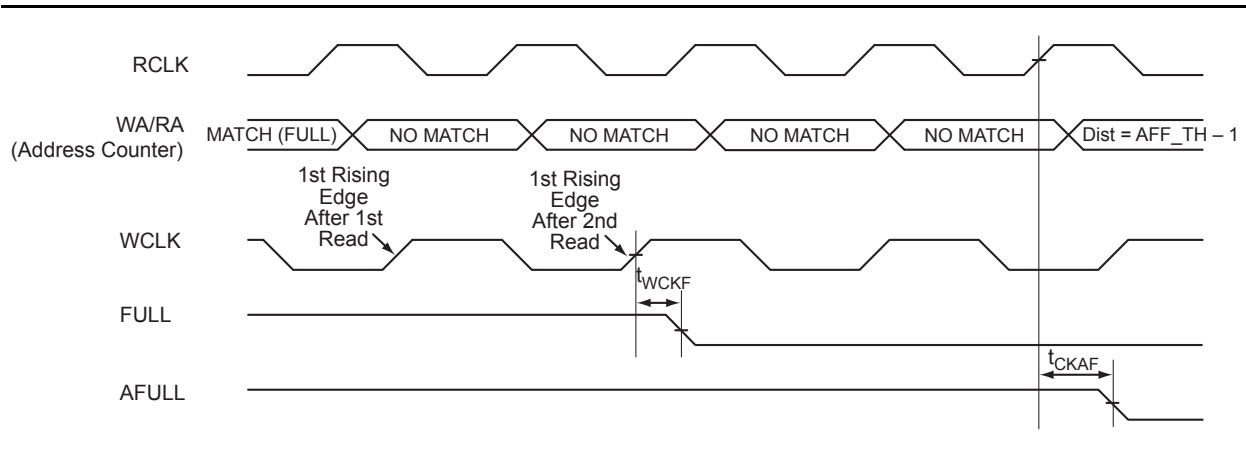 RCLK
WA/RA
(Address Counter)
MATCH (FULL)
NO MATCH
NO MATCH
NO MATCH
NO MATCH
Dist = AFF_TH – 1
1st Rising
Edge
After 1st
Read
1st Rising
Edge
After 2nd
Read
WCLK
tWCKF
FULL
tCKAF
AFULL